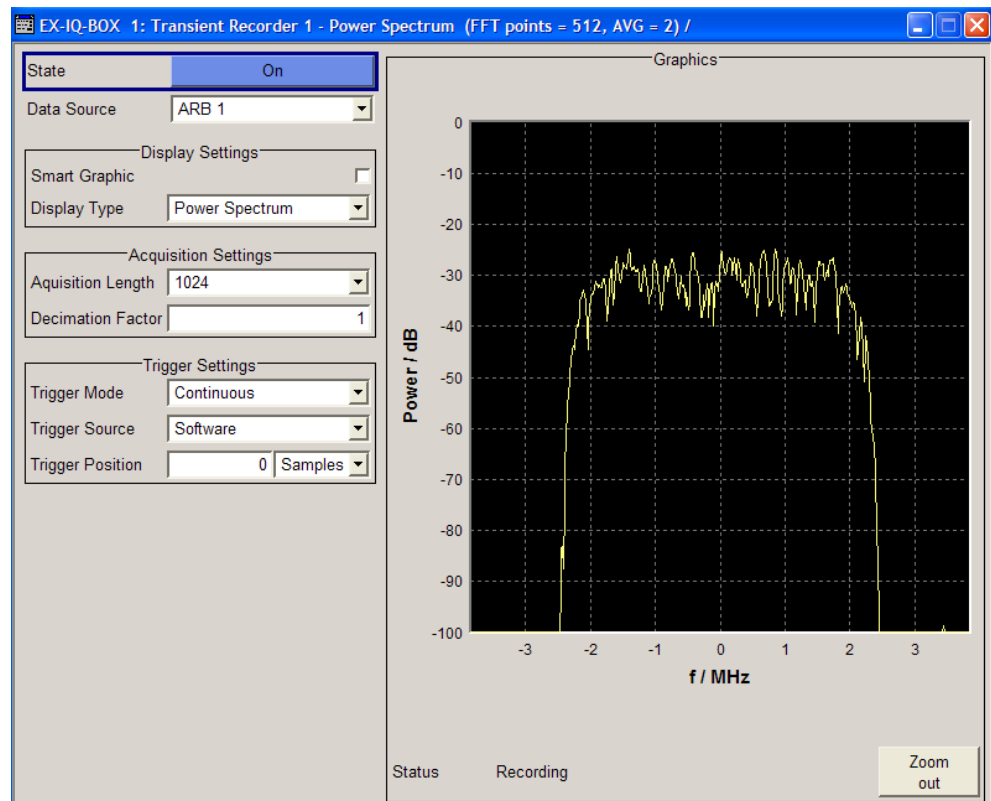 EX-IQ-BOX 1: Transient Recorder 1 - Power Spectrum (FFT points = 512, AVG = 2) /
State On
Data Source ARB 1
Display Settings
Smart Graphic
Display Type Power Spectrum
Acquisition Settings
Aquisition Length 1024
Decimation Factor 1
Trigger Settings
Trigger Mode Continuous
Trigger Source Software
Trigger Position 0 Samples
Graphics
0
-10
-20
-30
-40
-50
-60
-70
-80
-90
-100
Power / dB
-3 -2 -1 0 1 2 3
f / MHz
Status Recording
Zoom
out